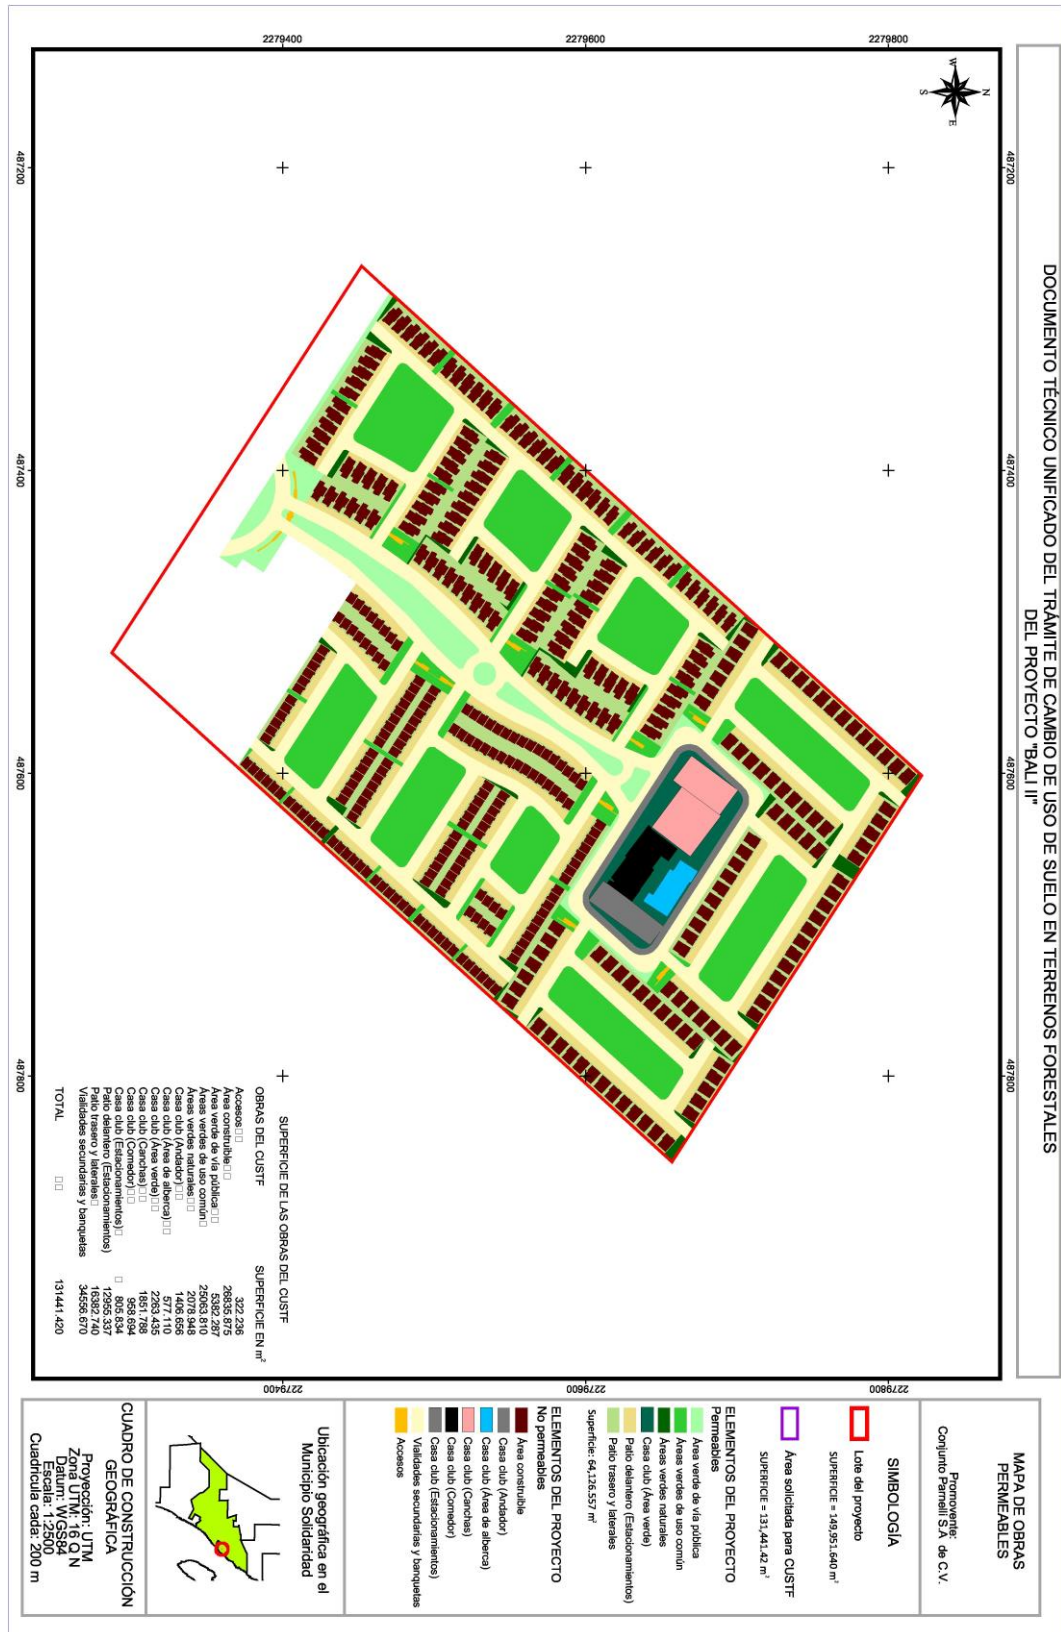 DOCUMENTO TÉCNICO UNIFICADO DEL TRÁMITE DE CAMBIO DE USO DE SUELO EN TERRENOS FORESTALES
DEL PROYECTO "BALI II"
487200
487400
487600
487800
2279800
2279600
2279400
2279800
2279600
2279400
487200
487400
487600
487800
N
W
E
S
SUPERFICIE DE LAS OBRAS DEL CUSTF
OBRAS DEL CUSTF SUPERFICIE EN m²
Accesos□□ 322.236
Área construible□□ 26835.875
Área verde de vía pública□□ 5382.287
Áreas verdes de uso común□ 25063.810
Áreas verdes naturales□□ 2078.948
Casa club (Andador)□□ 1406.656
Casa club (Área de alberca)□□ 577.110
Casa club (Área verde)□□ 2263.435
Casa club (Canchas)□□ 1851.788
Casa club (Comedor)□□ 958.694
Casa club (Estacionamientos)□ □ 805.834
Patio delantero (Estacionamientos) 12955.337
Patio trasero y laterales□ 16382.740
Vialidades secundarias y banquetas 34556.670
TOTAL □□ 131441.420
MAPA DE OBRAS
PERMEABLES
Promovente:
Conjunto Parnelli S.A. de C.V.
SIMBOLOGÍA
Lote del proyecto
SUPERFICIE = 149,951.640 m²
Área solicitada para CUSTF
SUPERFICIE = 131,441.42 m²
ELEMENTOS DEL PROYECTO
Permeables
Área verde de vía pública
Áreas verdes de uso común
Áreas verdes naturales
Casa club (Área verde)
Patio delantero (Estacionamientos)
Patio trasero y laterales
Superficie: 64,126.557 m²
ELEMENTOS DEL PROYECTO
No permeables
Área construible
Casa club (Andador)
Casa club (Área de alberca)
Casa club (Canchas)
Casa club (Comedor)
Casa club (Estacionamientos)
Vialidades secundarias y banquetas
Accesos
Ubicación geográfica en el
Municipio Solidaridad
CUADRO DE CONSTRUCCIÓN
GEOGRÁFICA
Proyección: UTM
Zona UTM: 16 Q N
Datum: WGS84
Escala: 1:2500
Cuadrícula cada: 200 m